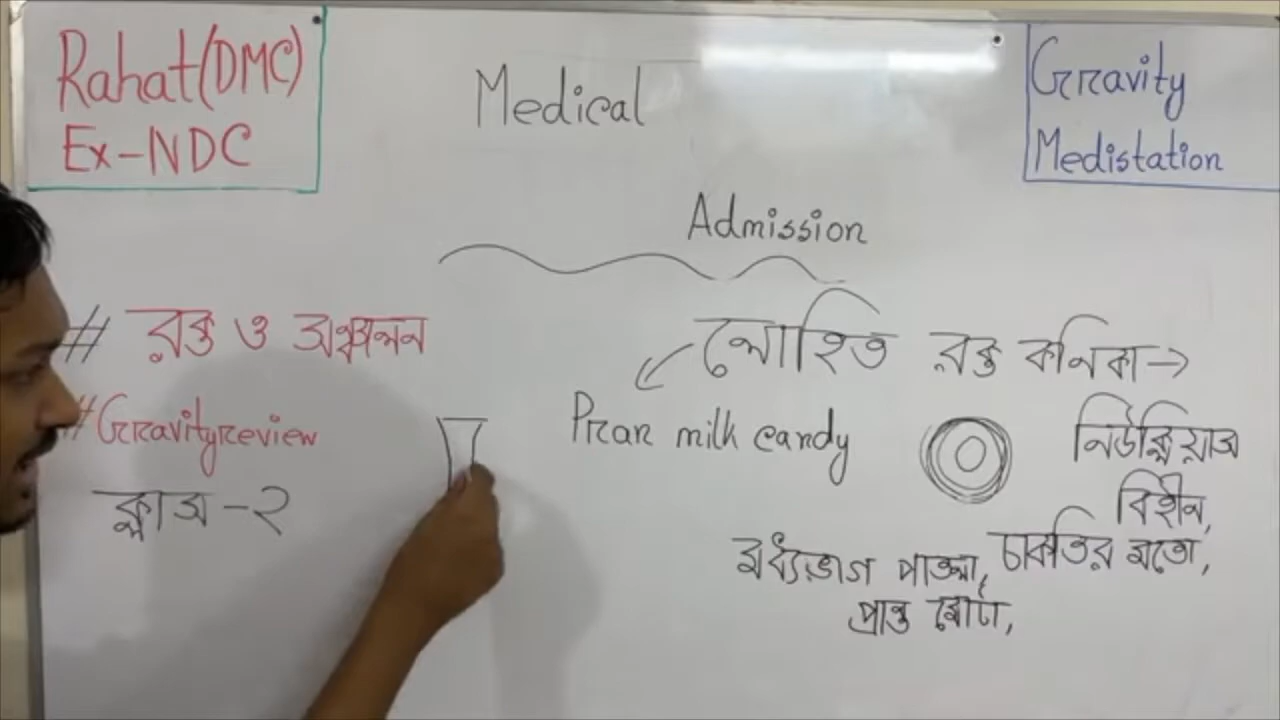 Rahat(DMC)
Ex-NDC
Medical
Admission
Gravity
Medistation
# রক্ত ও সঞ্চালন
#Gravityreview
ক্লাস-২
লোহিত রক্ত কনিকা→
Pran milk candy
নিউক্লিয়াস
বিহীন,
চাকতির মতো,
মধ্যভাগ পাতলা,
প্রান্ত মোটা,